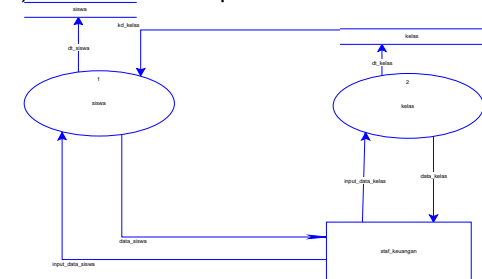 siswa
kd_kelas
kelas
dt_siswa
dt_kelas
1
siswa
2
kelas
input_data_kelas
data_kelas
data_siswa
staf_keuangan
input_data_siswa